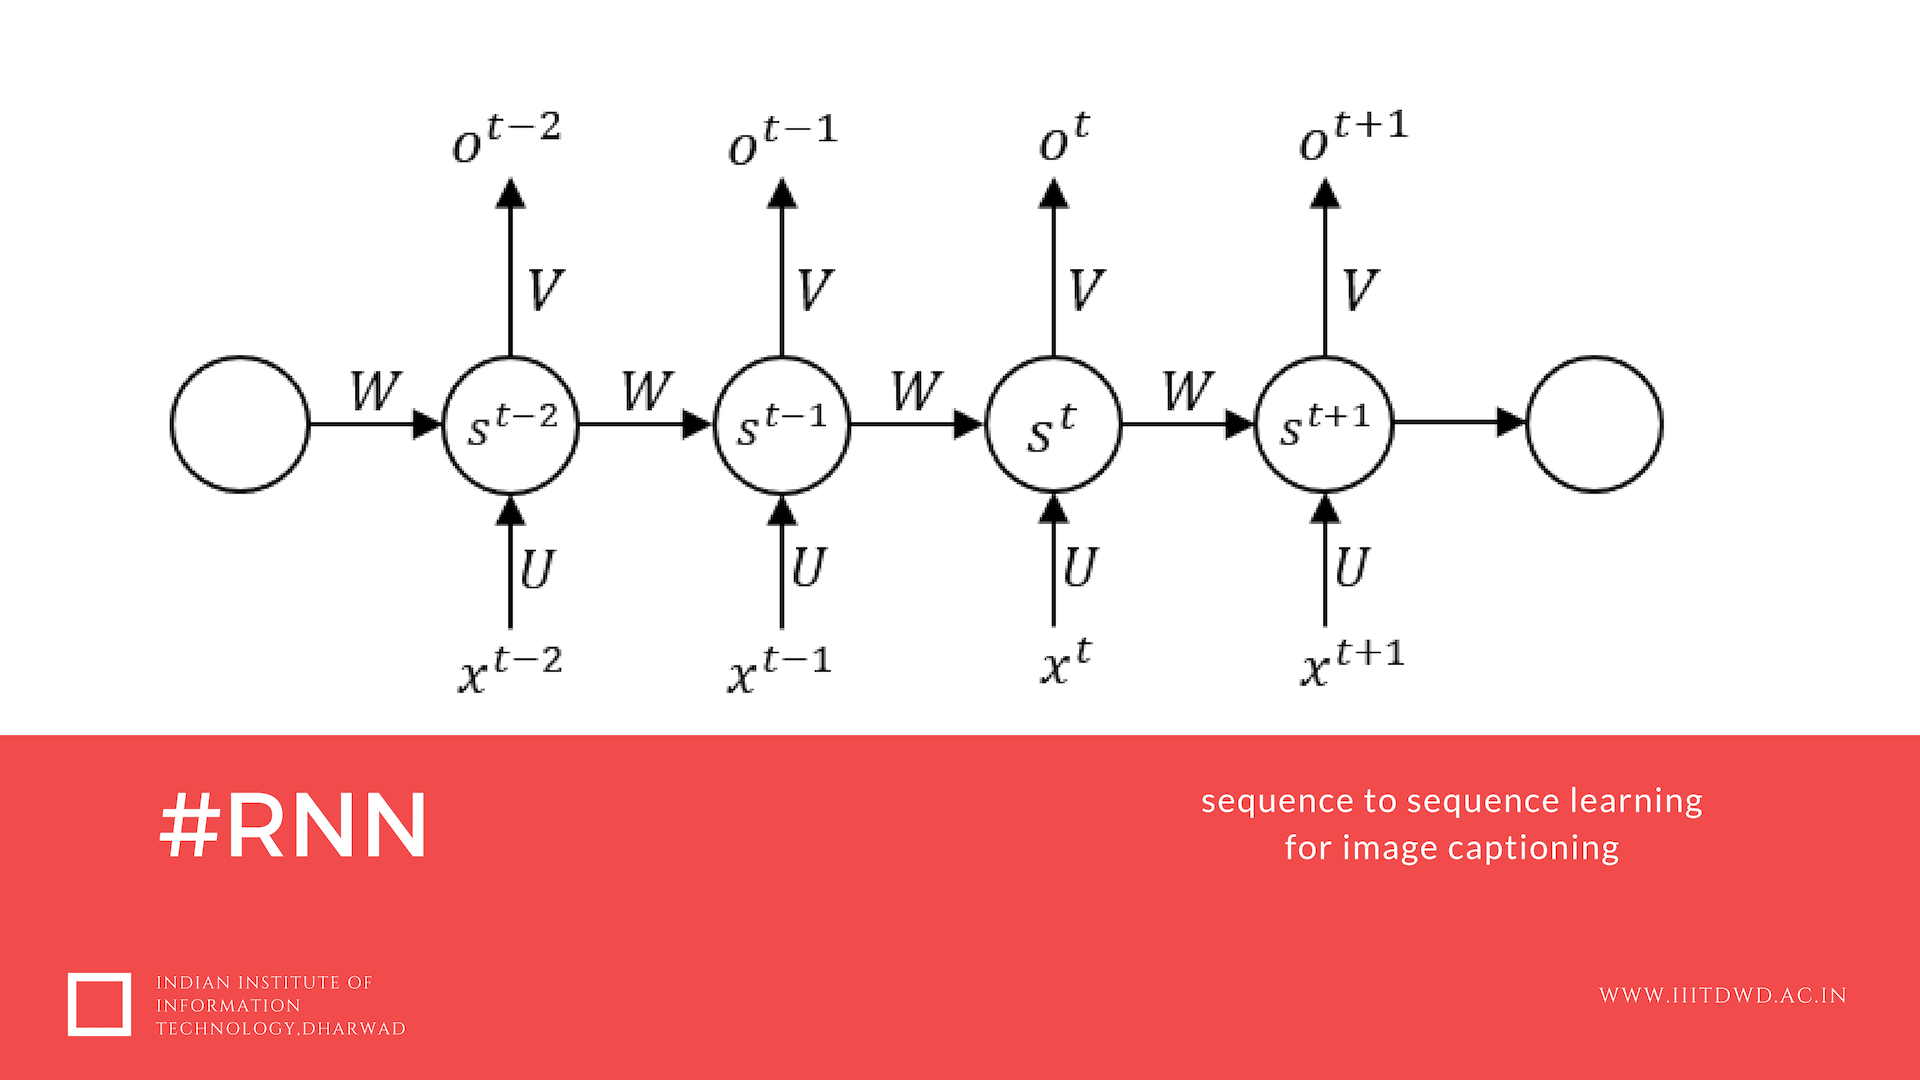 o^{t−2} o^{t−1} o^t o^{t+1}
V V V V
W W W W
s^{t−2} s^{t−1} s^t s^{t+1}
U U U U
x^{t−2} x^{t−1} x^t x^{t+1}
#RNN
sequence to sequence learning
for image captioning
INDIAN INSTITUTE OF
INFORMATION
TECHNOLOGY,DHARWAD
WWW.IIITDWD.AC.IN